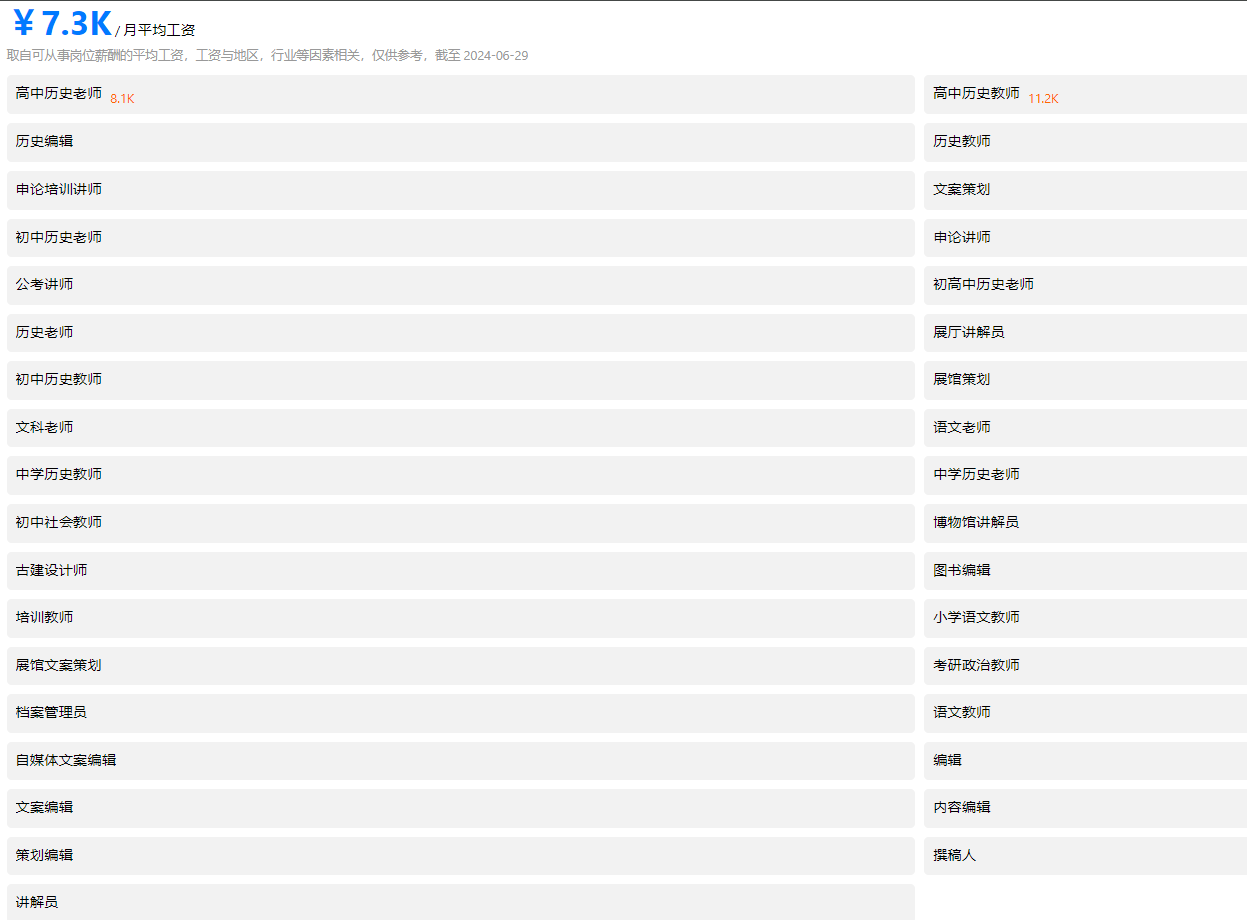 ￥7.3K / 月平均工资
取自可从事岗位薪酬的平均工资，工资与地区，行业等因素相关，仅供参考，截至 2024-06-29
高中历史老师 8.1K
高中历史教师 11.2K
历史编辑
历史教师
申论培训讲师
文案策划
初中历史老师
申论讲师
公考讲师
初高中历史老师
历史老师
展厅讲解员
初中历史教师
展馆策划
文科老师
语文老师
中学历史教师
中学历史老师
初中社会教师
博物馆讲解员
古建设计师
图书编辑
培训教师
小学语文教师
展馆文案策划
考研政治教师
档案管理员
语文教师
自媒体文案编辑
编辑
文案编辑
内容编辑
策划编辑
撰稿人
讲解员